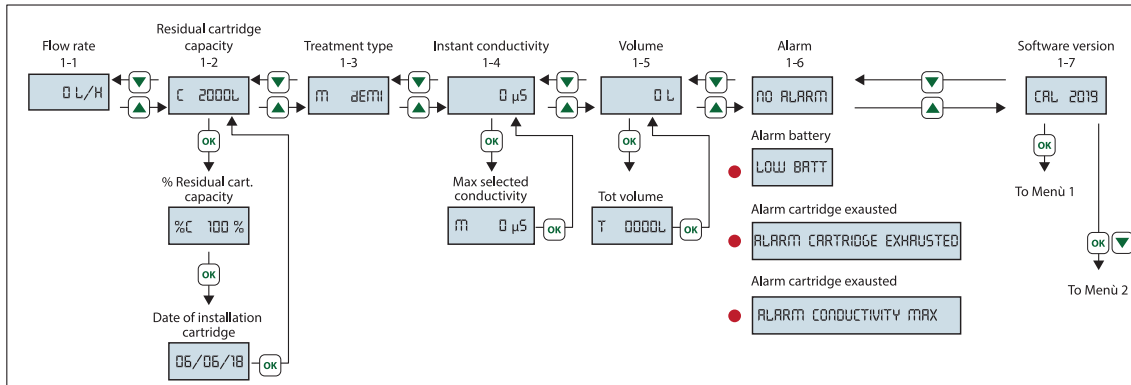 Flow rate
1-1
0 L/H
Residual cartridge
capacity
1-2
C 2000L
OK
% Residual cart.
capacity
%C 100 %
OK
Date of installation
cartridge
06/06/18
OK
Treatment type
1-3
M dEMI
Instant conductivity
1-4
0 µS
OK
Max selected
conductivity
M 0 µS
OK
Volume
1-5
0 L
OK
Tot volume
T 0000L
OK
Alarm
1-6
NO ALARM
Alarm battery
LOW BATT
Alarm cartridge exausted
ALARM CARTRIDGE EXHAUSTED
Alarm cartridge exausted
ALARM CONDUCTIVITY MAX
Software version
1-7
CAL 2019
OK
To Menù 1
OK
To Menù 2